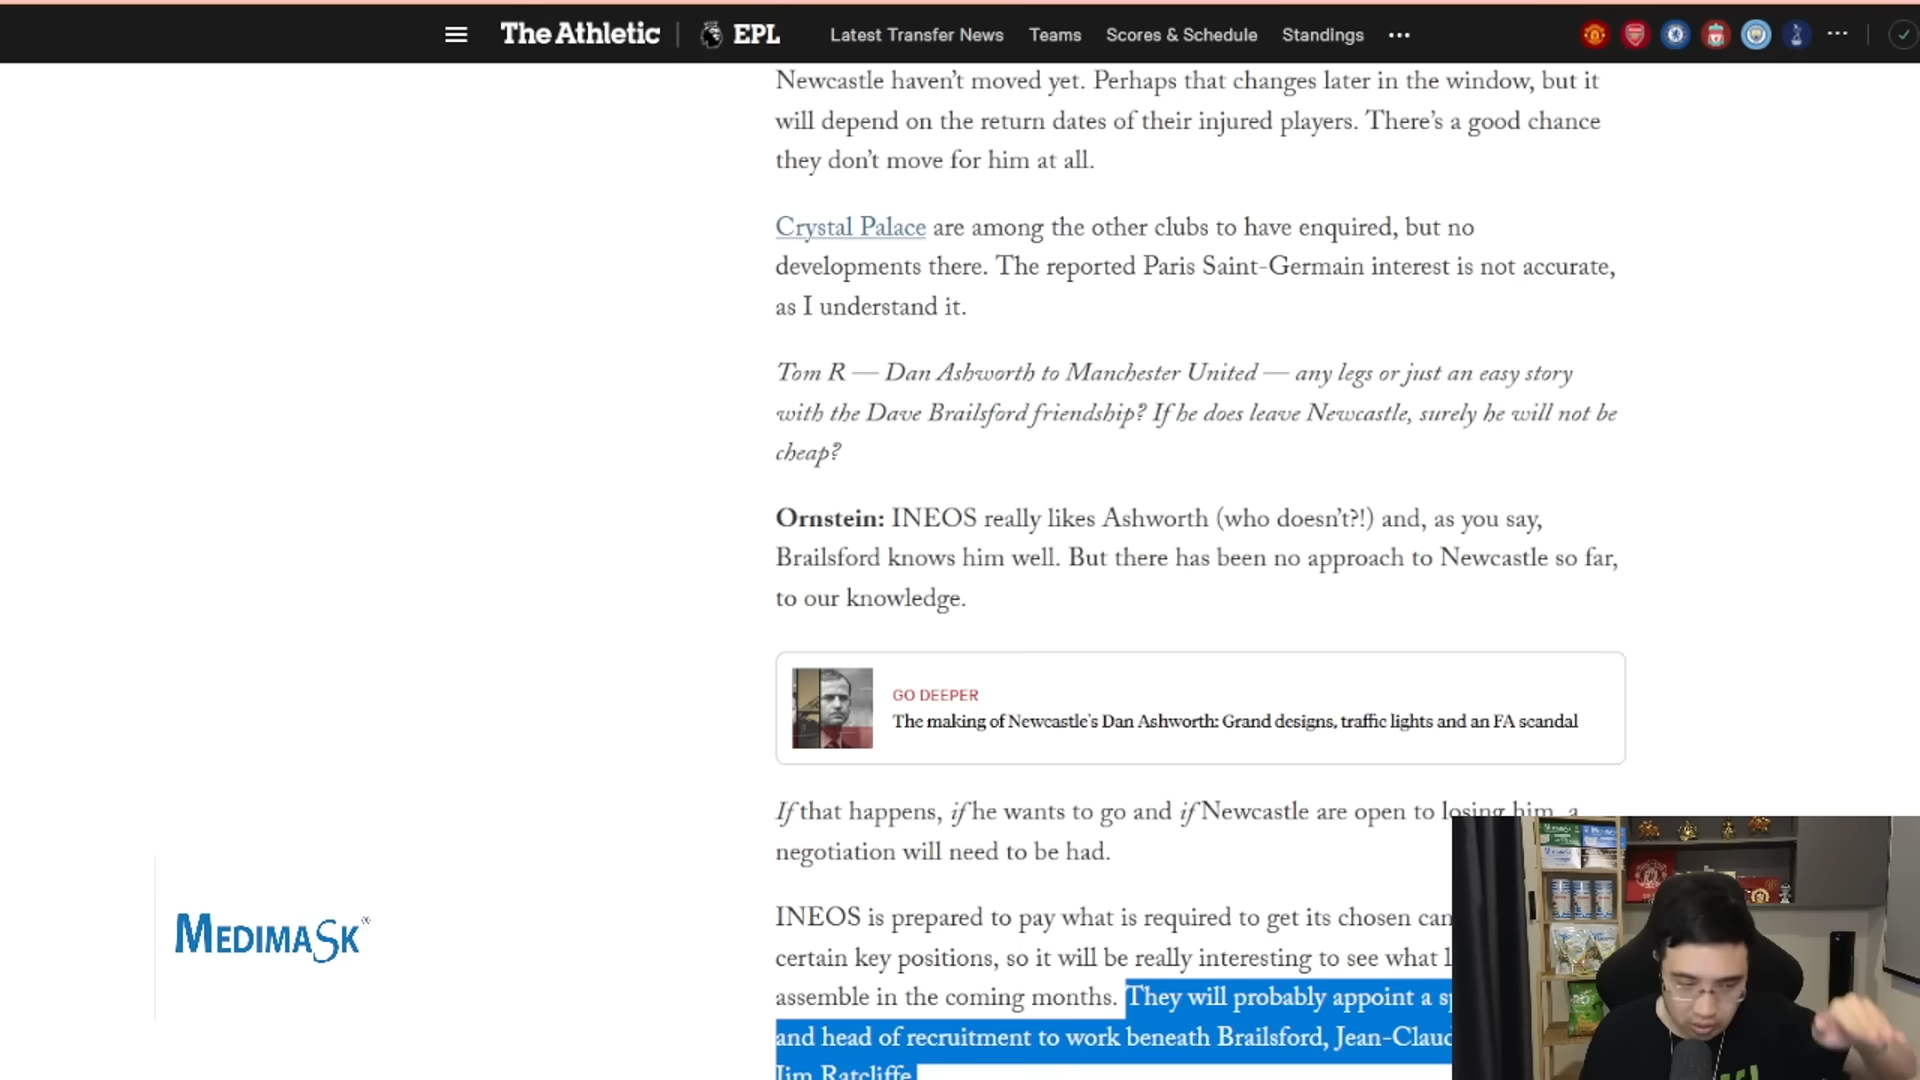 The Athletic
EPL
Latest Transfer News
Teams
Scores & Schedule
Standings
Newcastle haven’t moved yet. Perhaps that changes later in the window, but it
will depend on the return dates of their injured players. There’s a good chance
they don’t move for him at all.
Crystal Palace are among the other clubs to have enquired, but no
developments there. The reported Paris Saint-Germain interest is not accurate,
as I understand it.
Tom R — Dan Ashworth to Manchester United — any legs or just an easy story
with the Dave Brailsford friendship? If he does leave Newcastle, surely he will not be
cheap?
Ornstein: INEOS really likes Ashworth (who doesn’t?!) and, as you say,
Brailsford knows him well. But there has been no approach to Newcastle so far,
to our knowledge.
GO DEEPER
The making of Newcastle's Dan Ashworth: Grand designs, traffic lights and an FA scandal
If that happens, if he wants to go and if Newcastle are open to losing him, a
negotiation will need to be had.
INEOS is prepared to pay what is required to get its chosen
certain key positions, so it will be really interesting to see what
assemble in the coming months. They will probably appoint a
and head of recruitment to work beneath Brailsford,
Jim Ratcliffe
MEDIMASK®